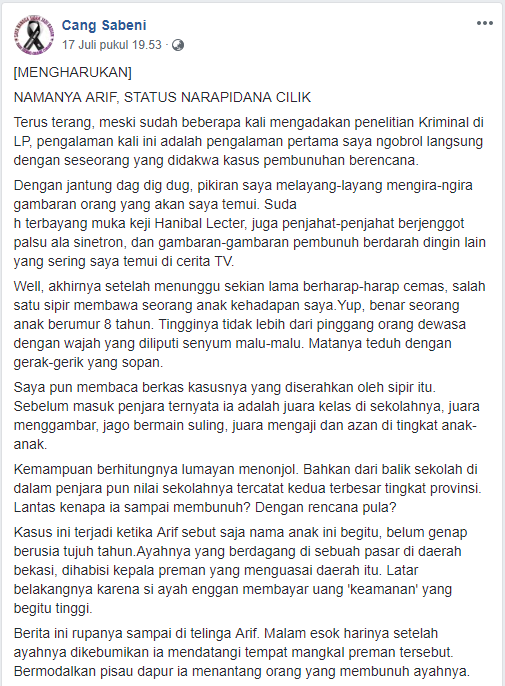 Cang Sabeni
17 Juli pukul 19.53 ·
[MENGHARUKAN]
NAMANYA ARIF, STATUS NARAPIDANA CILIK
Terus terang, meski sudah beberapa kali mengadakan penelitian Kriminal di
LP, pengalaman kali ini adalah pengalaman pertama saya ngobrol langsung
dengan seseorang yang didakwa kasus pembunuhan berencana.
Dengan jantung dag dig dug, pikiran saya melayang-layang mengira-ngira
gambaran orang yang akan saya temui. Suda
h terbayang muka keji Hanibal Lecter, juga penjahat-penjahat berjenggot
palsu ala sinetron, dan gambaran-gambaran pembunuh berdarah dingin lain
yang sering saya temui di cerita TV.
Well, akhirnya setelah menunggu sekian lama berharap-harap cemas, salah
satu sipir membawa seorang anak kehadapan saya.Yup, benar seorang
anak berumur 8 tahun. Tingginya tidak lebih dari pinggang orang dewasa
dengan wajah yang diliputi senyum malu-malu. Matanya teduh dengan
gerak-gerik yang sopan.
Saya pun membaca berkas kasusnya yang diserahkan oleh sipir itu.
Sebelum masuk penjara ternyata ia adalah juara kelas di sekolahnya, juara
menggambar, jago bermain suling, juara mengaji dan azan di tingkat anak-
anak.
Kemampuan berhitungnya lumayan menonjol. Bahkan dari balik sekolah di
dalam penjara pun nilai sekolahnya tercatat kedua terbesar tingkat provinsi.
Lantas kenapa ia sampai membunuh? Dengan rencana pula?
Kasus ini terjadi ketika Arif sebut saja nama anak ini begitu, belum genap
berusia tujuh tahun.Ayahnya yang berdagang di sebuah pasar di daerah
bekasi, dihabisi kepala preman yang menguasai daerah itu. Latar
belakangnya karena si ayah enggan membayar uang 'keamanan' yang
begitu tinggi.
Berita ini rupanya sampai di telinga Arif. Malam esok harinya setelah
ayahnya dikebumikan ia mendatangi tempat mangkal preman tersebut.
Bermodalkan pisau dapur ia menantang orang yang membunuh ayahnya.